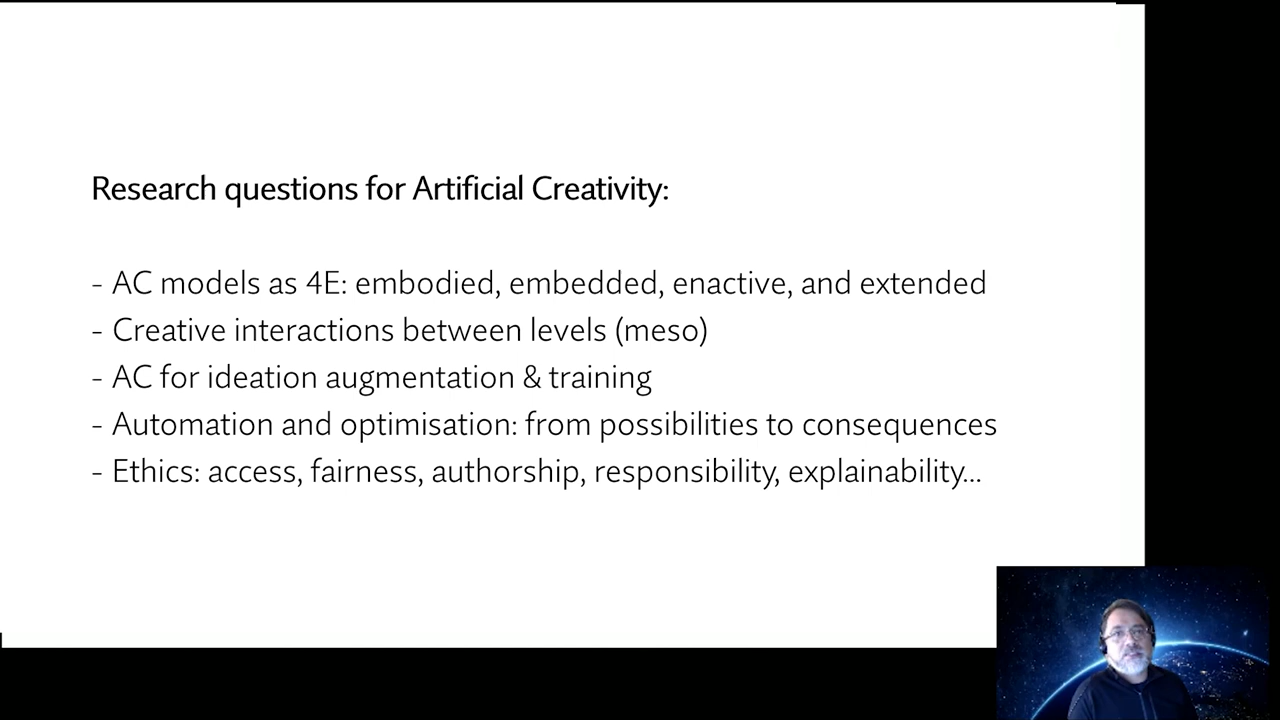 Research questions for Artificial Creativity:
- AC models as 4E: embodied, embedded, enactive, and extended
- Creative interactions between levels (meso)
- AC for ideation augmentation & training
- Automation and optimisation: from possibilities to consequences
- Ethics: access, fairness, authorship, responsibility, explainability...